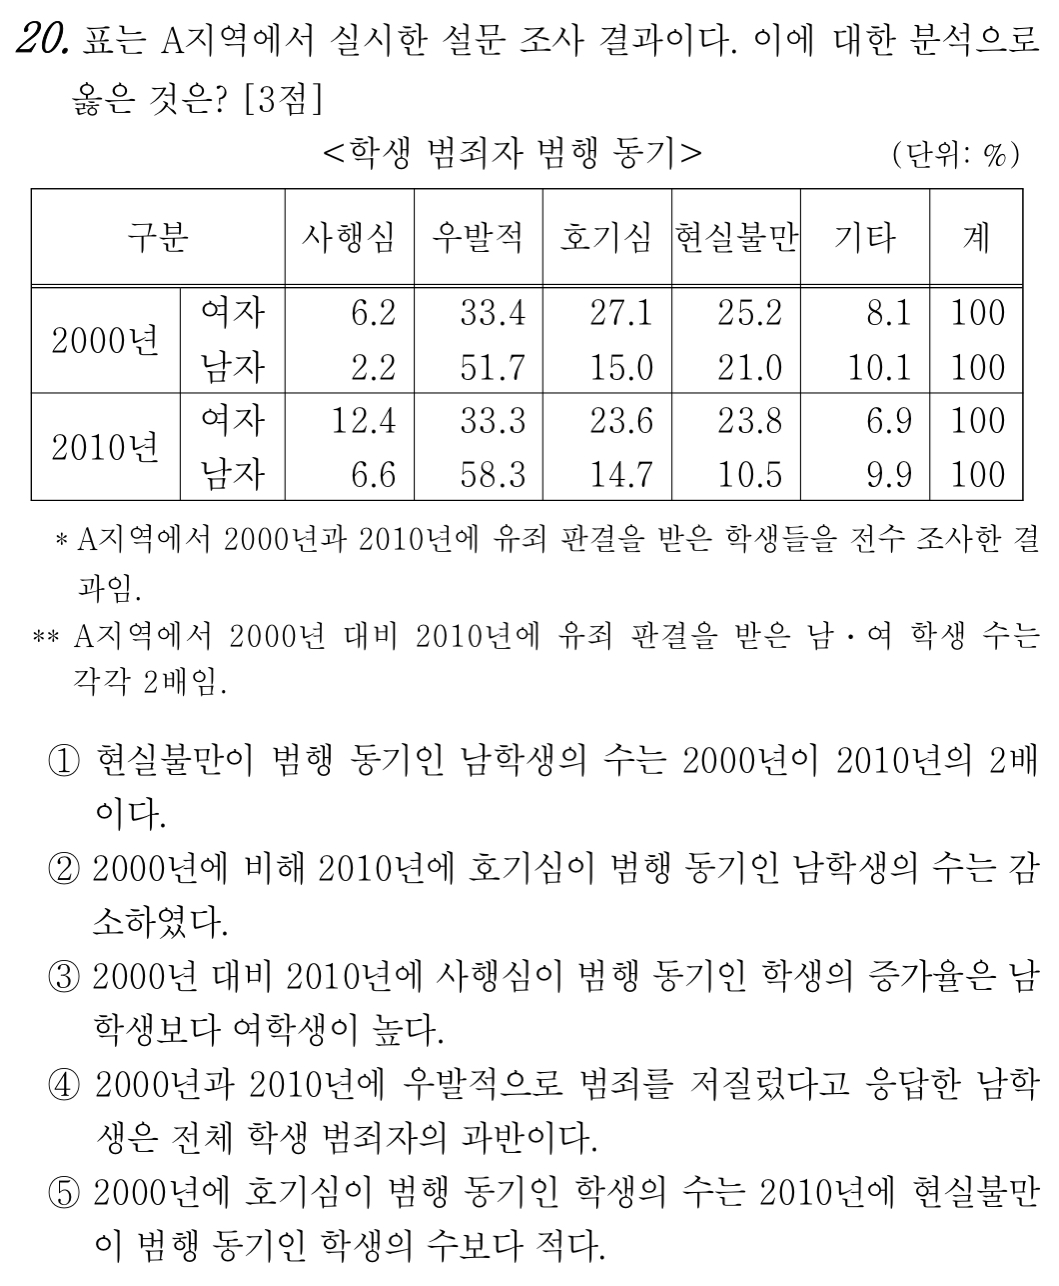 20. 표는 A지역에서 실시한 설문 조사 결과이다. 이에 대한 분석으로
옳은 것은? [3점]
<학생 범죄자 범행 동기> (단위: %)
구분 사행심 우발적 호기심 현실불만 기타 계
2000년 여자 6.2 33.4 27.1 25.2 8.1 100
남자 2.2 51.7 15.0 21.0 10.1 100
2010년 여자 12.4 33.3 23.6 23.8 6.9 100
남자 6.6 58.3 14.7 10.5 9.9 100
* A지역에서 2000년과 2010년에 유죄 판결을 받은 학생들을 전수 조사한 결
과임.
** A지역에서 2000년 대비 2010년에 유죄 판결을 받은 남·여 학생 수는
각각 2배임.
① 현실불만이 범행 동기인 남학생의 수는 2000년이 2010년의 2배
이다.
② 2000년에 비해 2010년에 호기심이 범행 동기인 남학생의 수는 감
소하였다.
③ 2000년 대비 2010년에 사행심이 범행 동기인 학생의 증가율은 남
학생보다 여학생이 높다.
④ 2000년과 2010년에 우발적으로 범죄를 저질렀다고 응답한 남학
생은 전체 학생 범죄자의 과반이다.
⑤ 2000년에 호기심이 범행 동기인 학생의 수는 2010년에 현실불만
이 범행 동기인 학생의 수보다 적다.